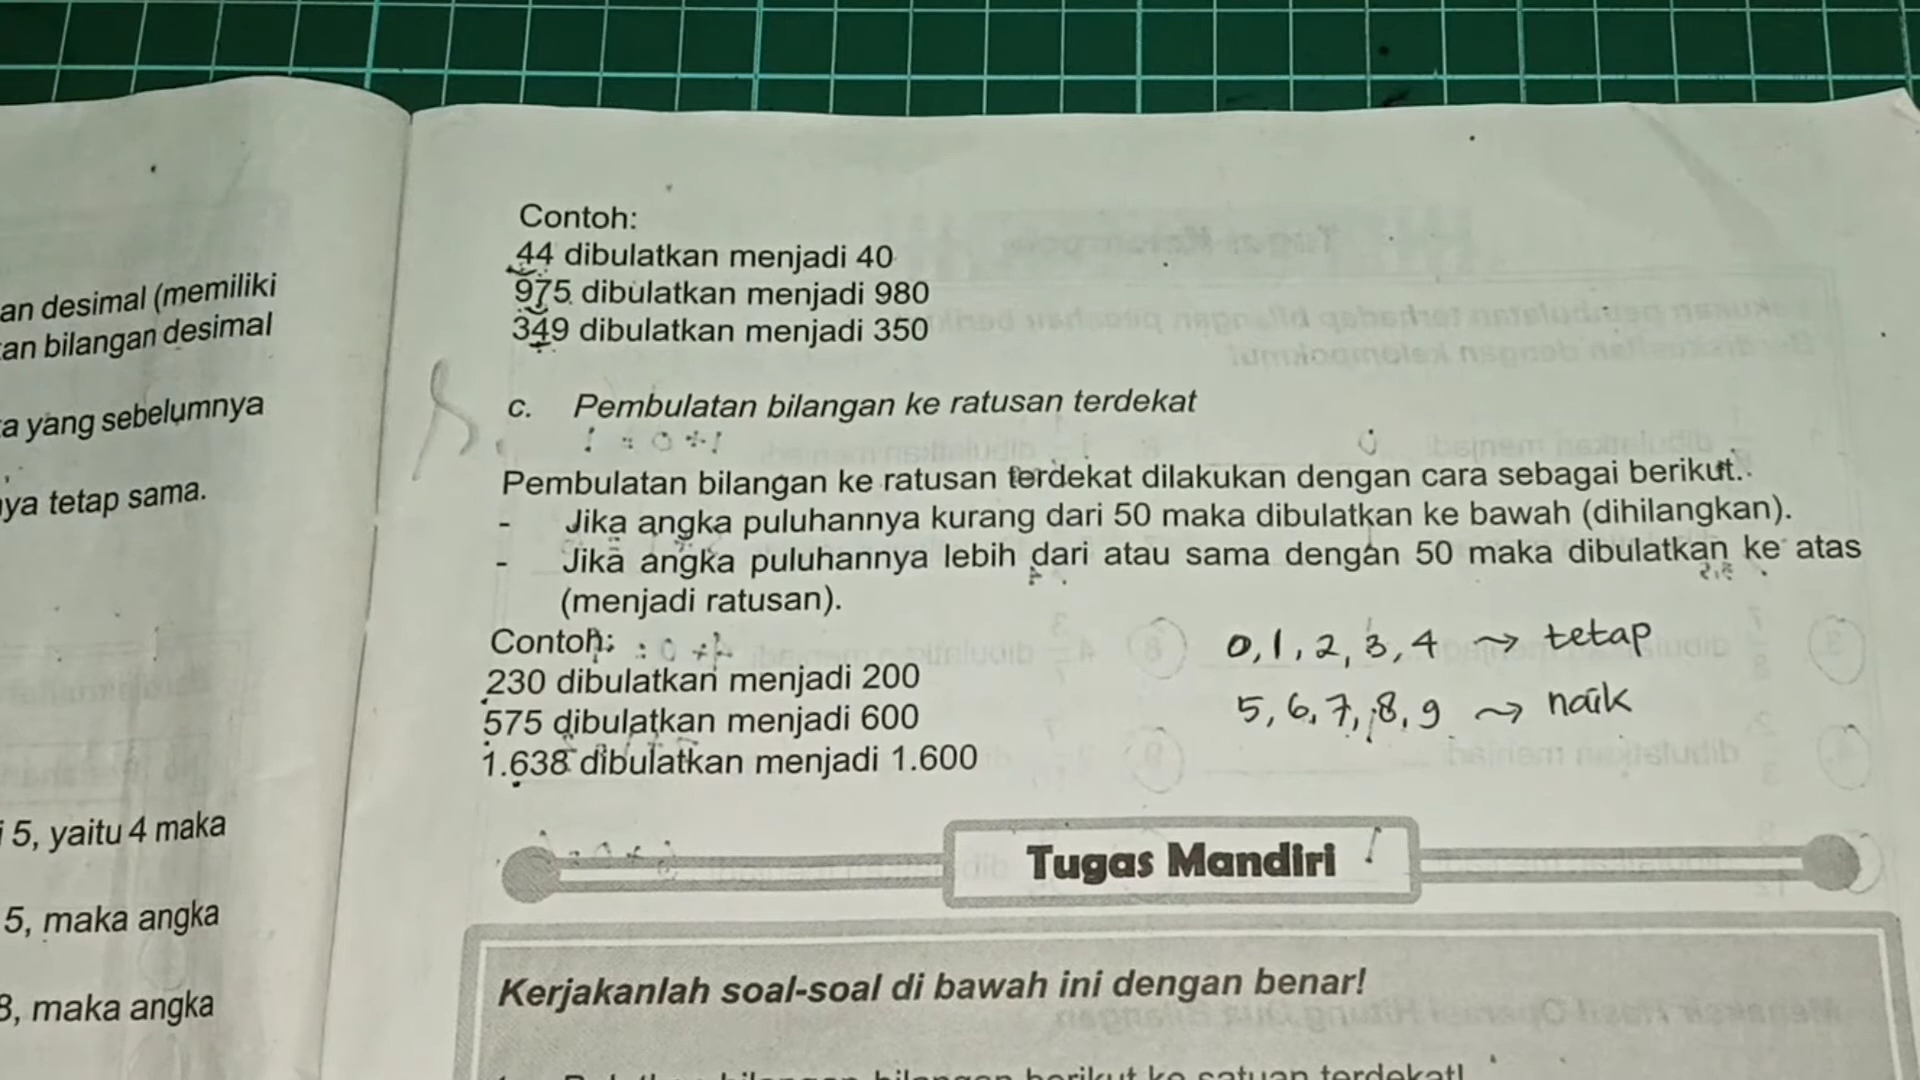 an desimal (memiliki
an bilangan desimal
a yang sebelumnya
ya tetap sama.
5, yaitu 4 maka
5, maka angka
8, maka angka
Contoh:
44 dibulatkan menjadi 40
975 dibulatkan menjadi 980
349 dibulatkan menjadi 350
c. Pembulatan bilangan ke ratusan terdekat
Pembulatan bilangan ke ratusan terdekat dilakukan dengan cara sebagai berikut.
- Jika angka puluhannya kurang dari 50 maka dibulatkan ke bawah (dihilangkan).
- Jika angka puluhannya lebih dari atau sama dengan 50 maka dibulatkan ke atas
(menjadi ratusan).
Contoh:
230 dibulatkan menjadi 200
575 dibulatkan menjadi 600
1.638 dibulatkan menjadi 1.600
0, 1, 2, 3, 4 ⇝ tetap
5, 6, 7, 8, 9 ⇝ naik
Tugas Mandiri
Kerjakanlah soal-soal di bawah ini dengan benar!
berikut ke satuan terdekat!